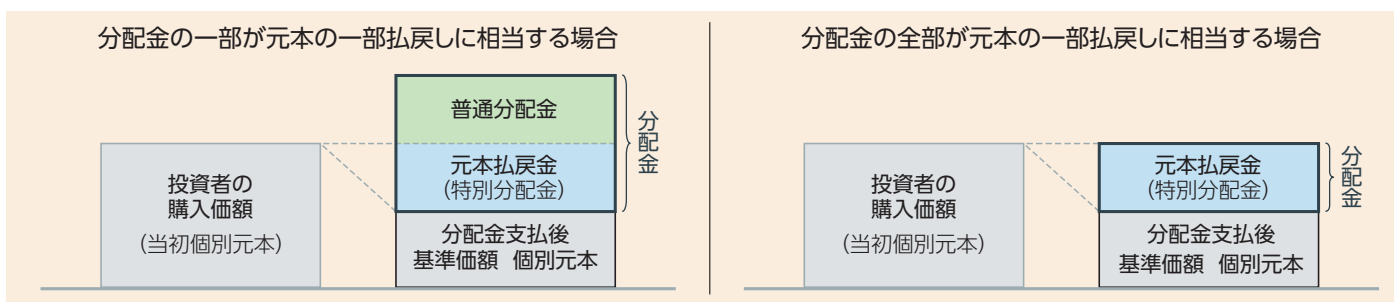 分配金の一部が元本の一部払戻しに相当する場合
普通分配金
元本払戻金
(特別分配金)
分配金
投資者の
購入価額
(当初個別元本)
分配金支払後
基準価額 個別元本
分配金の全部が元本の一部払戻しに相当する場合
元本払戻金
(特別分配金)
分配金
投資者の
購入価額
(当初個別元本)
分配金支払後
基準価額 個別元本